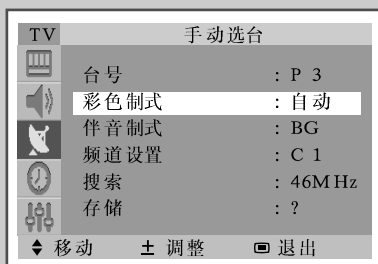 TV 手动选台
台号 : P 3
彩色制式 : 自动
伴音制式 : BG
频道设置 : C 1
搜索 : 46MHz
存储 : ?
移动 ± 调整 退出